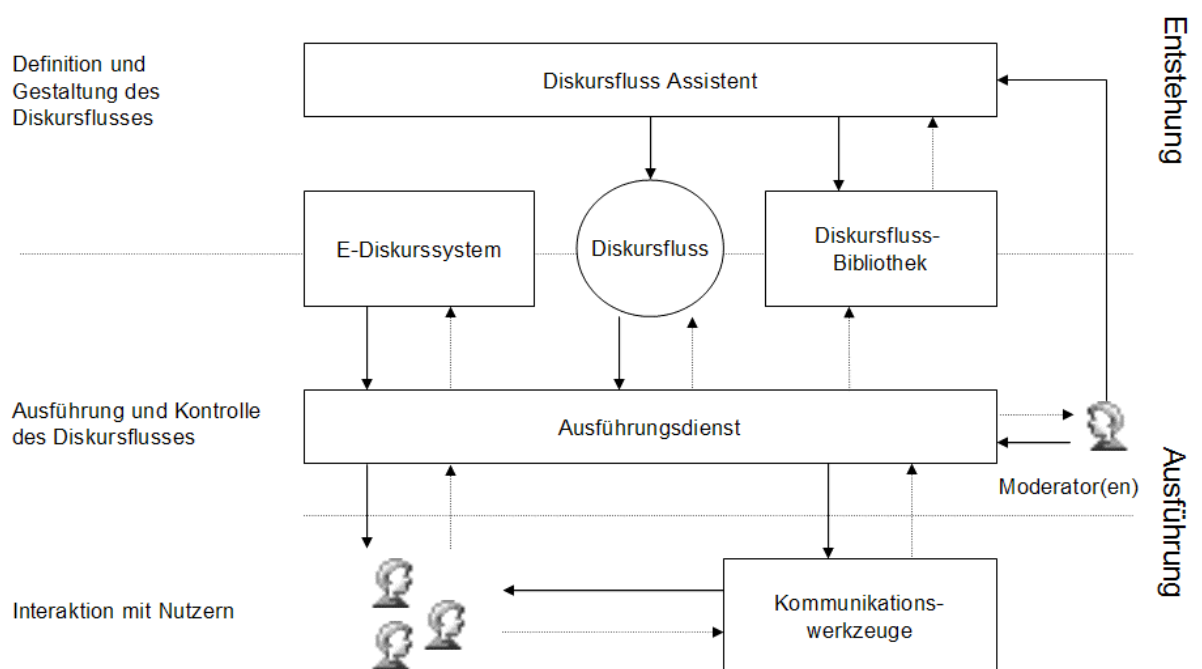 Entstehung
Definition und
Gestaltung des
Diskursflusses
Diskursfluss Assistent
E-Diskurssystem
Diskursfluss
Diskursfluss-
Bibliothek
Ausführung und Kontrolle
des Diskursflusses
Ausführungsdienst
Moderator(en)
Ausführung
Interaktion mit Nutzern
Kommunikations-
werkzeuge